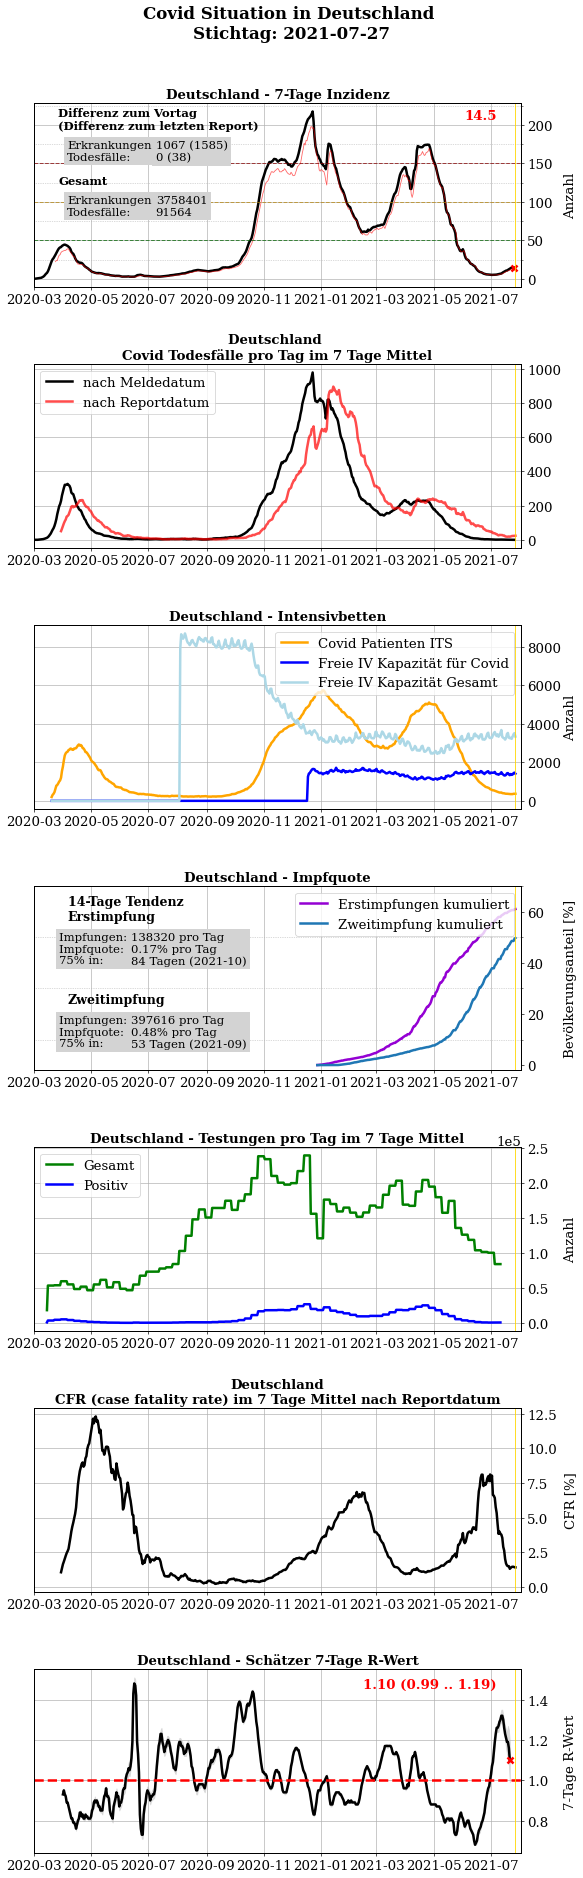 Covid Situation in Deutschland
Stichtag: 2021-07-27
Deutschland - 7-Tage Inzidenz
Differenz zum Vortag
(Differenz zum letzten Report)
Erkrankungen 1067 (1585)
Todesfälle: 0 (38)
Gesamt
Erkrankungen 3758401
Todesfälle: 91564
14.5
200
150
100
50
0
Anzahl
2020-03 2020-05 2020-07 2020-09 2020-11 2021-01 2021-03 2021-05 2021-07
Deutschland
Covid Todesfälle pro Tag im 7 Tage Mittel
nach Meldedatum
nach Reportdatum
1000
800
600
400
200
0
2020-03 2020-05 2020-07 2020-09 2020-11 2021-01 2021-03 2021-05 2021-07
Deutschland - Intensivbetten
Covid Patienten ITS
Freie IV Kapazität für Covid
Freie IV Kapazität Gesamt
8000
6000
4000
2000
0
Anzahl
2020-03 2020-05 2020-07 2020-09 2020-11 2021-01 2021-03 2021-05 2021-07
Deutschland - Impfquote
14-Tage Tendenz
Erstimpfung
Impfungen: 138320 pro Tag
Impfquote: 0.17% pro Tag
75% in: 84 Tagen (2021-10)
Zweitimpfung
Impfungen: 397616 pro Tag
Impfquote: 0.48% pro Tag
75% in: 53 Tagen (2021-09)
Erstimpfungen kumuliert
Zweitimpfung kumuliert
60
40
20
0
Bevölkerungsanteil [%]
2020-03 2020-05 2020-07 2020-09 2020-11 2021-01 2021-03 2021-05 2021-07
Deutschland - Testungen pro Tag im 7 Tage Mittel
1e5
Gesamt
Positiv
2.5
2.0
1.5
1.0
0.5
0.0
Anzahl
2020-03 2020-05 2020-07 2020-09 2020-11 2021-01 2021-03 2021-05 2021-07
Deutschland
CFR (case fatality rate) im 7 Tage Mittel nach Reportdatum
12.5
10.0
7.5
5.0
2.5
0.0
CFR [%]
2020-03 2020-05 2020-07 2020-09 2020-11 2021-01 2021-03 2021-05 2021-07
Deutschland - Schätzer 7-Tage R-Wert
1.10 (0.99 .. 1.19)
1.4
1.2
1.0
0.8
7-Tage R-Wert
2020-03 2020-05 2020-07 2020-09 2020-11 2021-01 2021-03 2021-05 2021-07